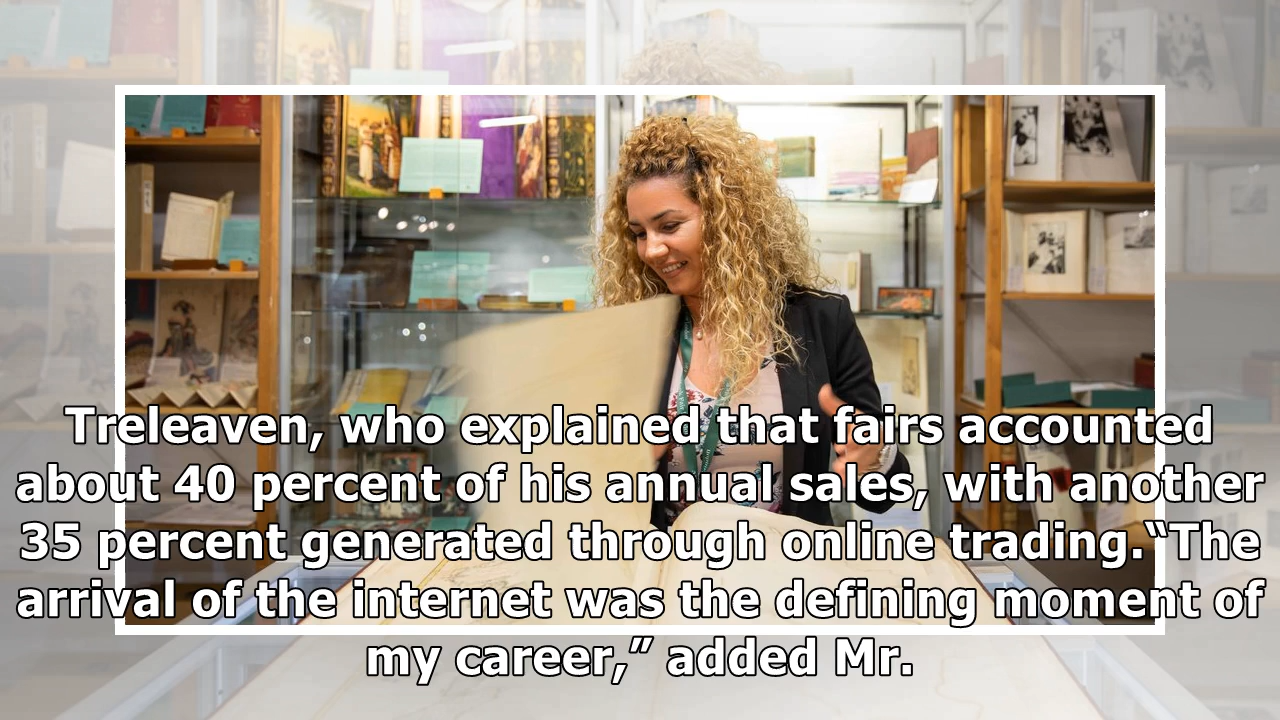 Treleaven, who explained that fairs accounted
about 40 percent of his annual sales, with another
35 percent generated through online trading.“The
arrival of the internet was the defining moment of
my career,” added Mr.